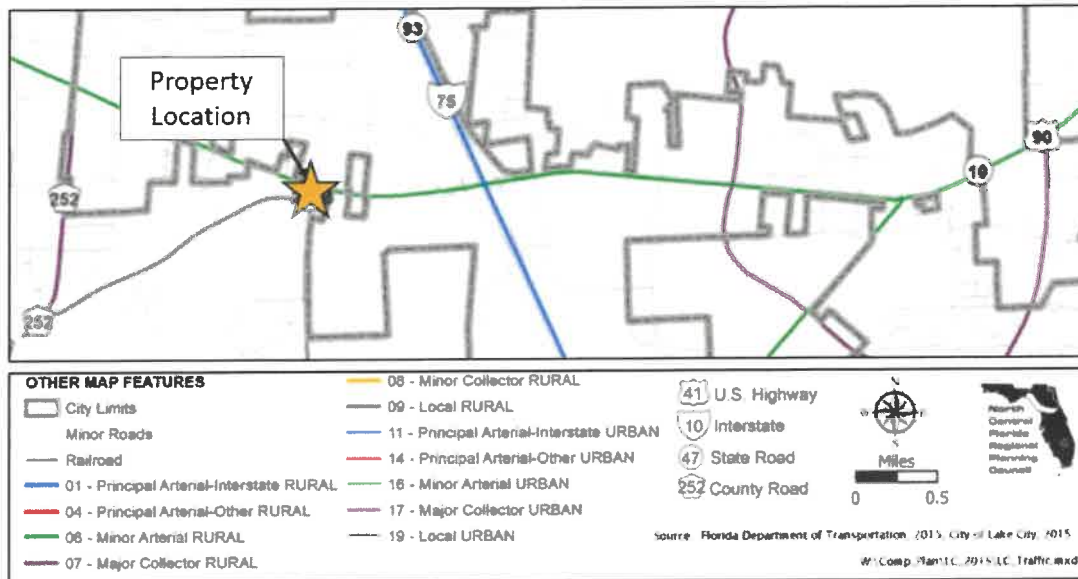 93
Property
Location
75
90
10
252
252
OTHER MAP FEATURES
City Limits
Minor Roads
Railroad
01 - Principal Arterial-Interstate RURAL
04 - Principal Arterial-Other RURAL
06 - Minor Arterial RURAL
07 - Major Collector RURAL
08 - Minor Collector RURAL
09 - Local RURAL
11 - Principal Arterial-Interstate URBAN
14 - Principal Arterial-Other URBAN
16 - Minor Arterial URBAN
17 - Major Collector URBAN
19 - Local URBAN
41 U.S. Highway
10 Interstate
47 State Road
252 County Road
N
S
Miles
0 0.5
North
Central
Florida
Regional
Planning
Council
Source: Florida Department of Transportation, 2015, City of Lake City, 2015